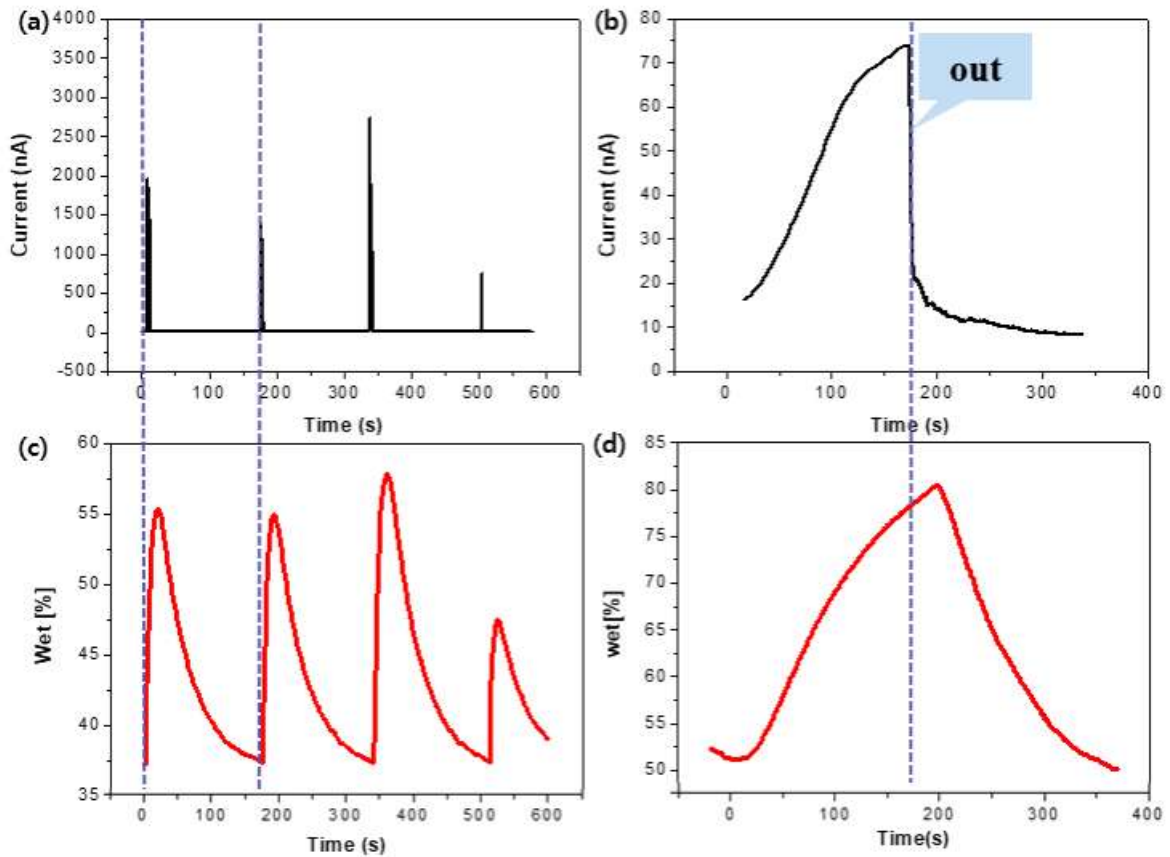 (a)
4000
3500
3000
2500
2000
1500
1000
500
0
-500
Current (nA)
0 100 200 300 400 500 600
Time (s)
(b)
80
70
60
50
40
30
20
10
0
Current (nA)
out
0 100 200 300 400
Time (s)
(c)
60
55
50
45
40
35
Wet [%]
0 100 200 300 400 500 600
Time (s)
(d)
85
80
75
70
65
60
55
50
wet[%]
0 100 200 300 400
Time(s)